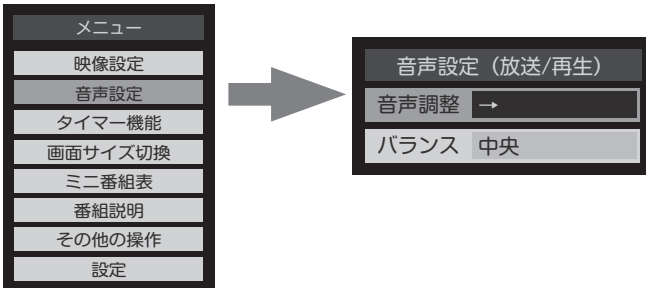 メニュー
映像設定
音声設定
タイマー機能
画面サイズ切換
ミニ番組表
番組説明
その他の操作
設定
音声設定（放送/再生）
音声調整 →
バランス 中央